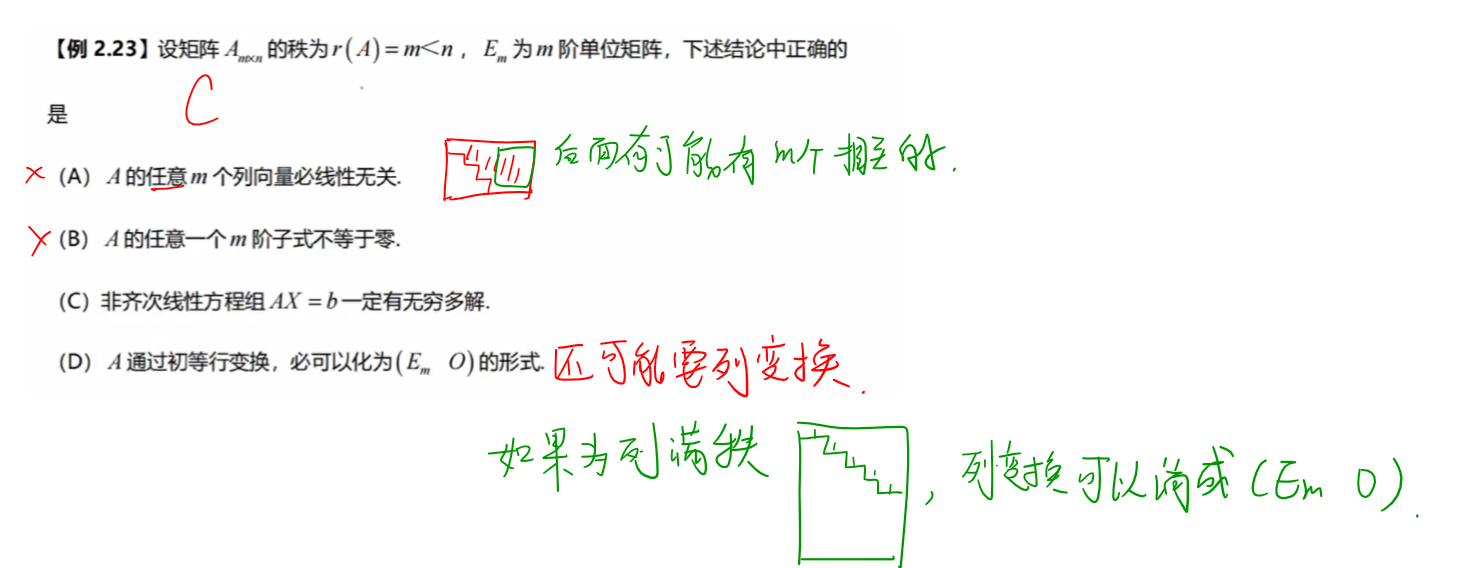 【例 2.23】设矩阵 A_{m×n} 的秩为 r(A)=m<n，E_m 为 m 阶单位矩阵，下述结论中正确的
是
C
×（A）A 的任意 m 个列向量必线性无关.
后面有可能有 m个 相关的.
×（B）A 的任意一个 m 阶子式不等于零.
（C）非齐次线性方程组 AX = b 一定有无穷多解.
（D）A 通过初等行变换，必可以化为 (E_m O) 的形式.
还可能要列变换.
如果为列满秩
，列变换可以消成 (Em O).